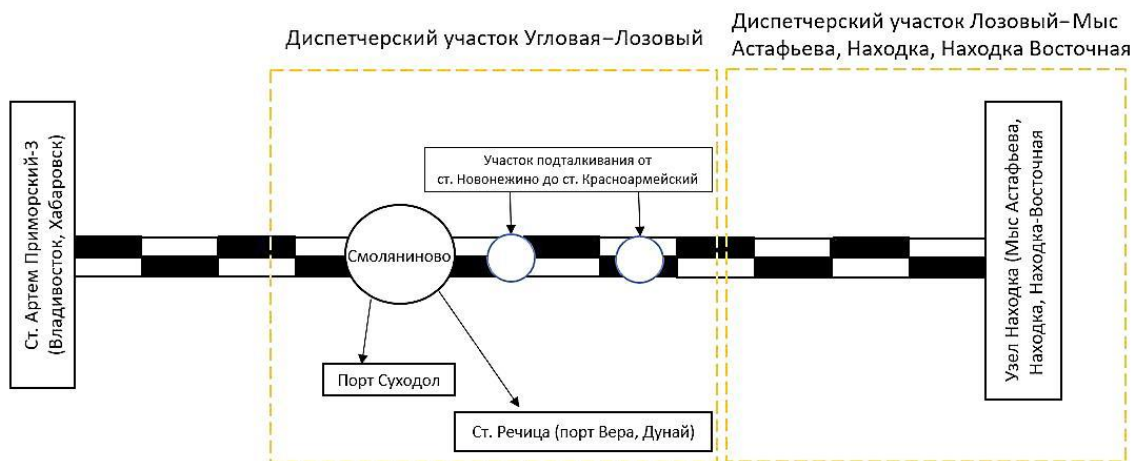 Диспетчерский участок Угловая–Лозовый
Диспетчерский участок Лозовый–Мыс
Астафьева, Находка, Находка Восточная
Ст. Артем Приморский-3
(Владивосток, Хабаровск)
Участок подталкивания от
ст. Новонежино до ст. Красноармейский
Смоляниново
Порт Суходол
Ст. Речица (порт Вера, Дунай)
Узел Находка (Мыс Астафьева,
Находка, Находка-Восточная